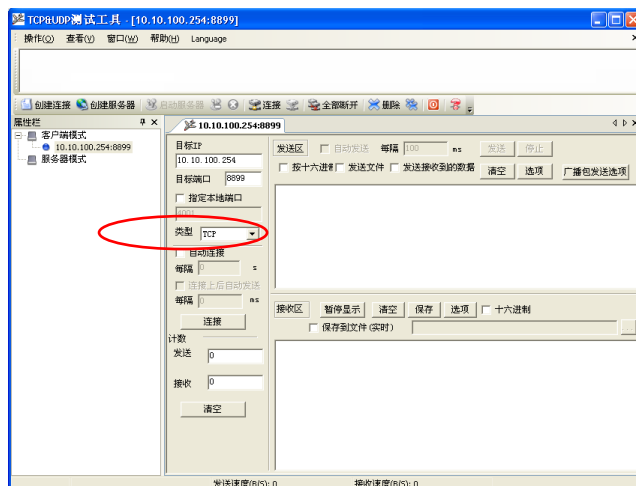 TCP&UDP测试工具 - [10.10.100.254:8899]
操作(O) 查看(V) 窗口(W) 帮助(H) Language
创建连接 创建服务器 启动服务器 连接 全部断开 删除
属性栏
客户端模式
10.10.100.254:8899
服务器模式
10.10.100.254:8899
目标IP
10.10.100.254
目标端口 8899
指定本地端口
4001
类型 TCP
自动连接
每隔 0 s
连接上后自动发送
每隔 0 ms
连接
计数
发送 0
接收 0
清空
发送区 自动发送 每隔 100 ms 发送 停止
按十六进制 发送文件 发送接收到的数据 清空 选项 广播包发送选项
接收区 暂停显示 清空 保存 选项 十六进制
保存到文件(实时)
发送速度(B/S): 0 接收速度(B/S): 0